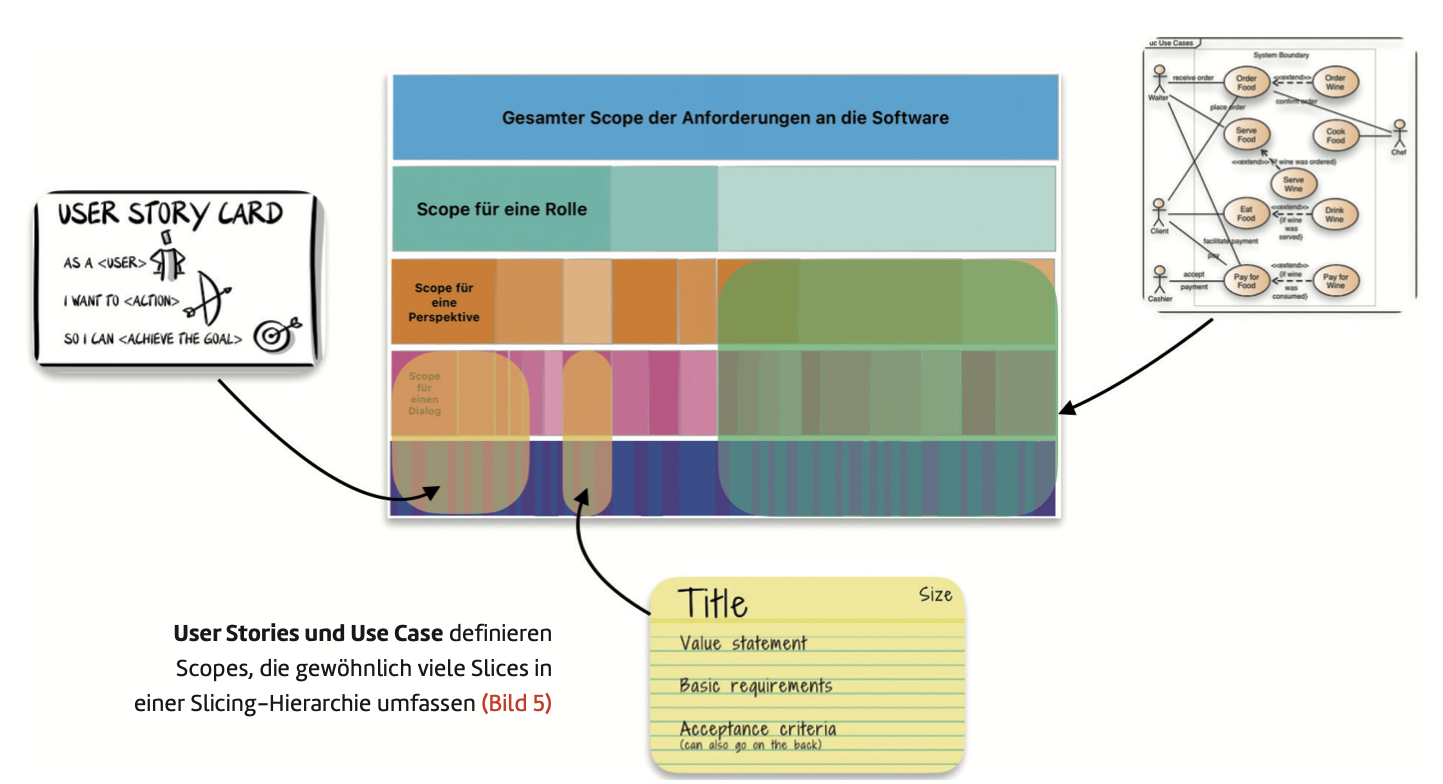 USER STORY CARD
AS A <USER>
I WANT TO <ACTION>
SO I CAN <ACHIEVE THE GOAL>
Gesamter Scope der Anforderungen an die Software
Scope für eine Rolle
Scope für
eine
Perspektive
Scope
für
einen
Dialog
uc Use Cases
System Boundary
Waiter
receive order
Order
Food
<<extend>>
Order
Wine
place order
confirm order
Serve
Food
Cook
Food
Chef
<<extend>> {if wine was ordered}
Serve
Wine
Client
Eat
Food
<<extend>>
{if wine
was
served}
Drink
Wine
facilitate payment
pay
Cashier
accept
payment
Pay for
Food
<<extend>>
{if wine
was
consumed}
Pay for
Wine
User Stories und Use Case definieren
Scopes, die gewöhnlich viele Slices in
einer Slicing-Hierarchie umfassen (Bild 5)
Title
Size
Value statement
Basic requirements
Acceptance criteria
(can also go on the back)